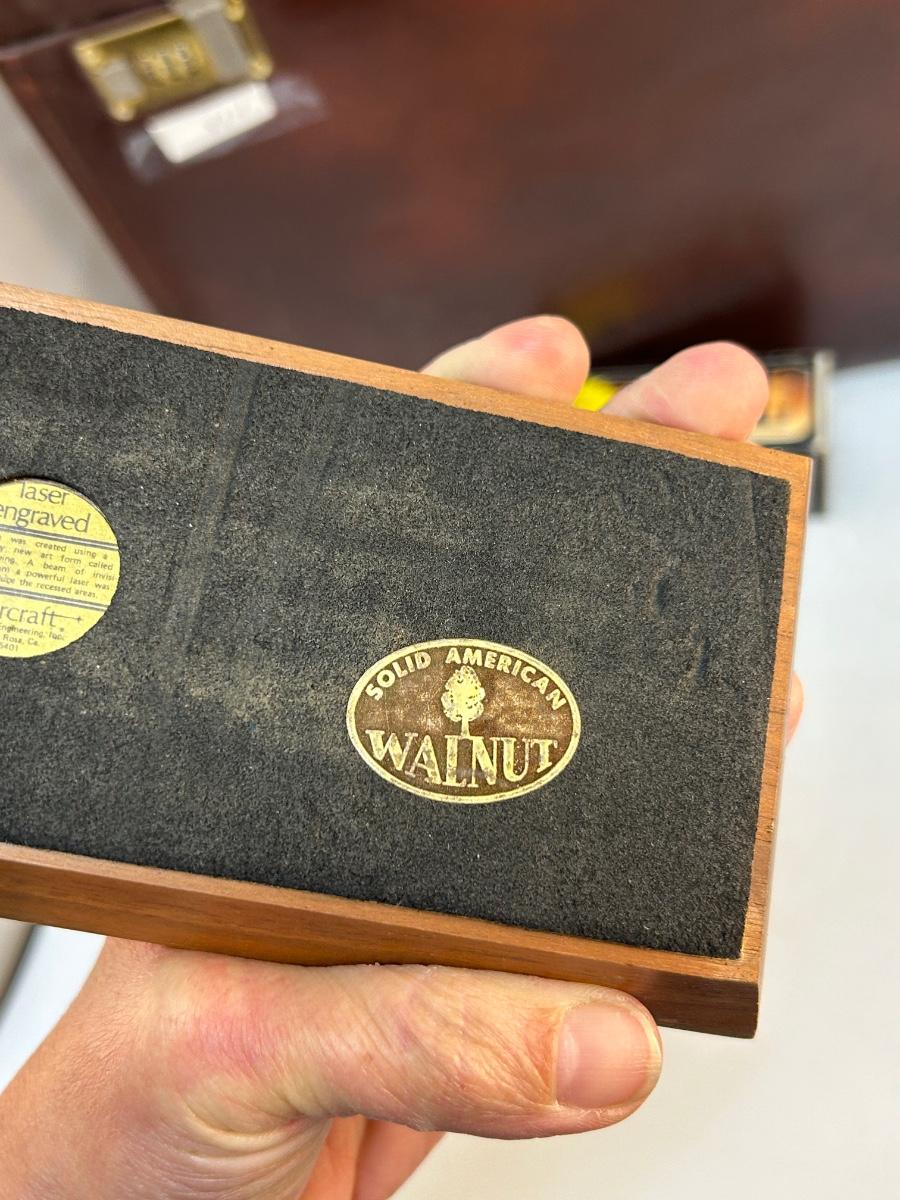 laser
engraved
was created using a
new art form called
A beam of invisi
a powerful laser was
the recessed areas.
rcraft
Engineering, Inc.
Rosa, Ca.
5401
SOLID AMERICAN
WALNUT